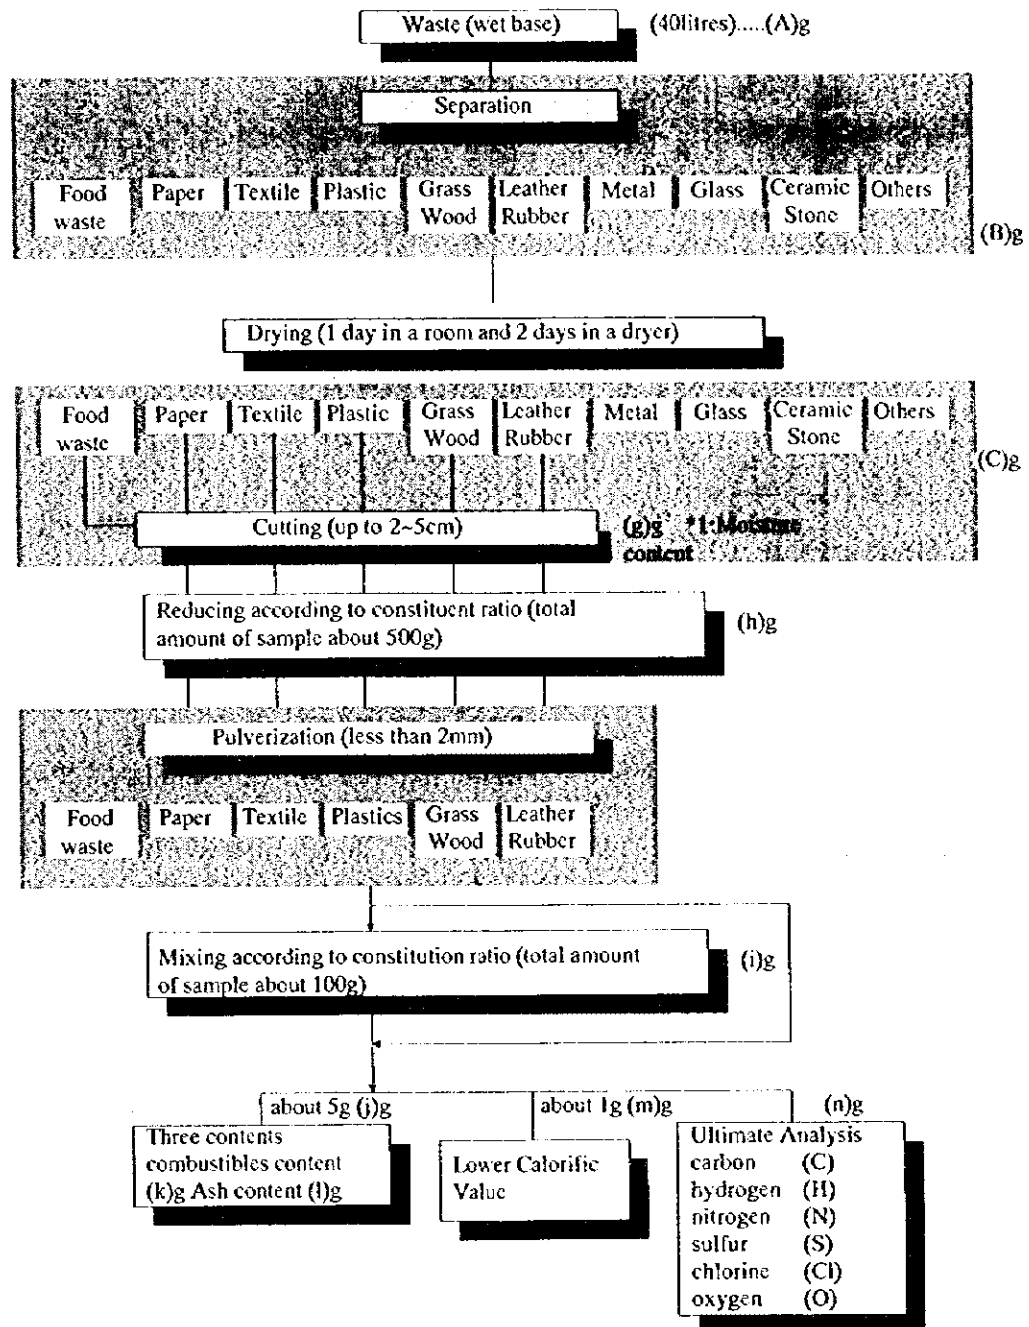 Waste (wet base) (40litres).....(A)g
Separation
Food Paper Textile Plastic Grass Leather Metal Glass Ceramic Others
waste Wood Rubber Stone
(B)g
Drying (1 day in a room and 2 days in a dryer)
Food Paper Textile Plastic Grass Leather Metal Glass Ceramic Others
waste Wood Rubber Stone
(C)g
Cutting (up to 2~5cm) (g)g *1:Moisture
content
Reducing according to constituent ratio (total
amount of sample about 500g)
(h)g
Pulverization (less than 2mm)
Food Paper Textile Plastics Grass Leather
waste Wood Rubber
Mixing according to constitution ratio (total amount
of sample about 100g)
(i)g
about 5g (j)g about 1g (m)g (n)g
Three contents
combustibles content
(k)g Ash content (l)g
Lower Calorific
Value
Ultimate Analysis
carbon (C)
hydrogen (H)
nitrogen (N)
sulfur (S)
chlorine (Cl)
oxygen (O)